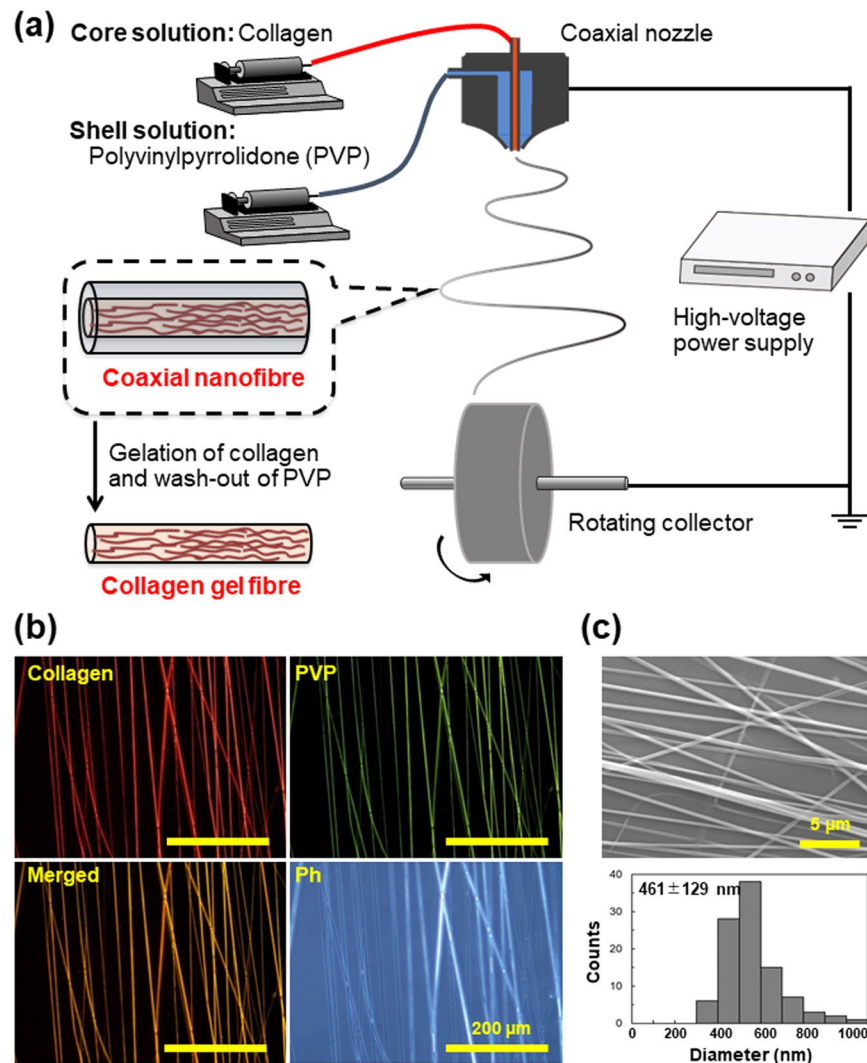 (a)
Core solution: Collagen
Coaxial nozzle
Shell solution:
Polyvinylpyrrolidone (PVP)
High-voltage
power supply
Coaxial nanofibre
Gelation of collagen
and wash-out of PVP
Rotating collector
Collagen gel fibre
(b)
Collagen
PVP
Merged
Ph
200 µm
(c)
5 µm
461±129 nm
40
30
20
10
0
Counts
0 200 400 600 800 1000
Diameter (nm)